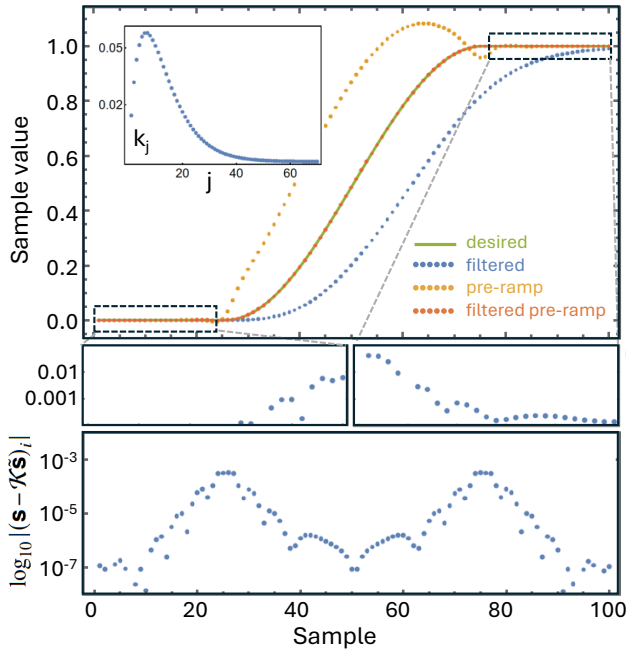 1.0
0.8
0.6
0.4
0.2
0.0
Sample value
0.05
0.02
k_j
20 40 60
j
desired
filtered
pre-ramp
filtered pre-ramp
0.01
0.001
10⁻³
10⁻⁵
10⁻⁷
log₁₀|(𝐬−𝒦𝐬̃)ᵢ|
0 20 40 60 80 100
Sample